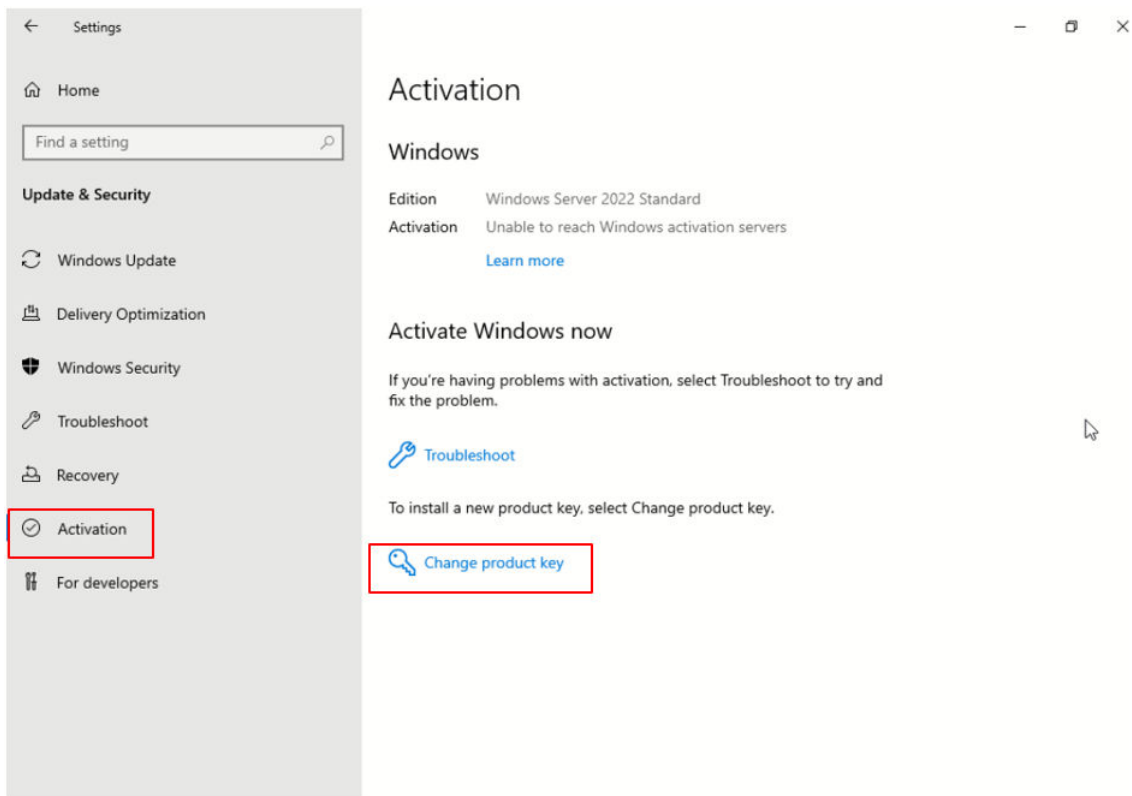 Settings
Home
Find a setting
Update & Security
Windows Update
Delivery Optimization
Windows Security
Troubleshoot
Recovery
Activation
For developers
Activation
Windows
Edition Windows Server 2022 Standard
Activation Unable to reach Windows activation servers
Learn more
Activate Windows now
If you're having problems with activation, select Troubleshoot to try and
fix the problem.
Troubleshoot
To install a new product key, select Change product key.
Change product key